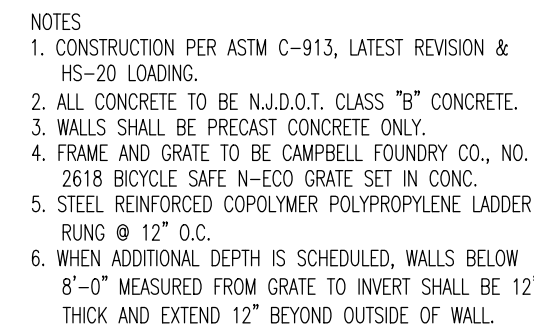 NOTES
1. CONSTRUCTION PER ASTM C-913, LATEST REVISION &
HS-20 LOADING.
2. ALL CONCRETE TO BE N.J.D.O.T. CLASS "B" CONCRETE.
3. WALLS SHALL BE PRECAST CONCRETE ONLY.
4. FRAME AND GRATE TO BE CAMPBELL FOUNDRY CO., NO.
2618 BICYCLE SAFE N-ECO GRATE SET IN CONC.
5. STEEL REINFORCED COPOLYMER POLYPROPYLENE LADDER
RUNG @ 12" O.C.
6. WHEN ADDITIONAL DEPTH IS SCHEDULED, WALLS BELOW
8'-0" MEASURED FROM GRATE TO INVERT SHALL BE 12"
THICK AND EXTEND 12" BEYOND OUTSIDE OF WALL.